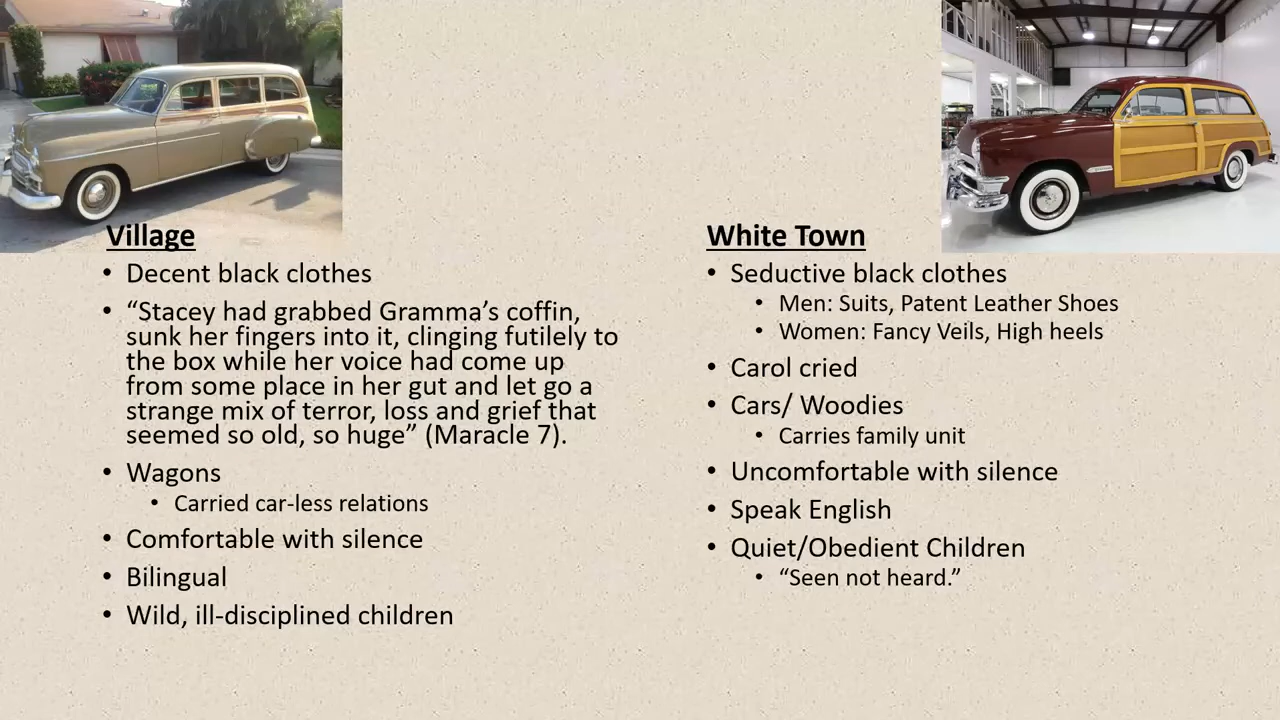 Village
• Decent black clothes
• “Stacey had grabbed Gramma’s coffin,
sunk her fingers into it, clinging futilely to
the box while her voice had come up
from some place in her gut and let go a
strange mix of terror, loss and grief that
seemed so old, so huge” (Maracle 7).
• Wagons
• Carried car-less relations
• Comfortable with silence
• Bilingual
• Wild, ill-disciplined children
White Town
• Seductive black clothes
• Men: Suits, Patent Leather Shoes
• Women: Fancy Veils, High heels
• Carol cried
• Cars/ Woodies
• Carries family unit
• Uncomfortable with silence
• Speak English
• Quiet/Obedient Children
• “Seen not heard.”